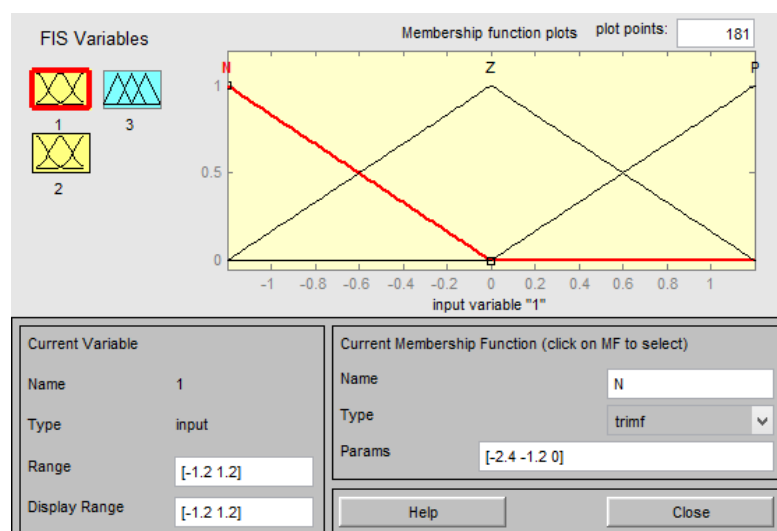 FIS Variables
Membership function plots
plot points:
181
1
3
2
N
Z
P
1
0.5
0
-1
-0.8
-0.6
-0.4
-0.2
0
0.2
0.4
0.6
0.8
1
input variable "1"
Current Variable
Name
1
Type
input
Range
[-1.2 1.2]
Display Range
[-1.2 1.2]
Current Membership Function (click on MF to select)
Name
N
Type
trimf
Params
[-2.4 -1.2 0]
Help
Close